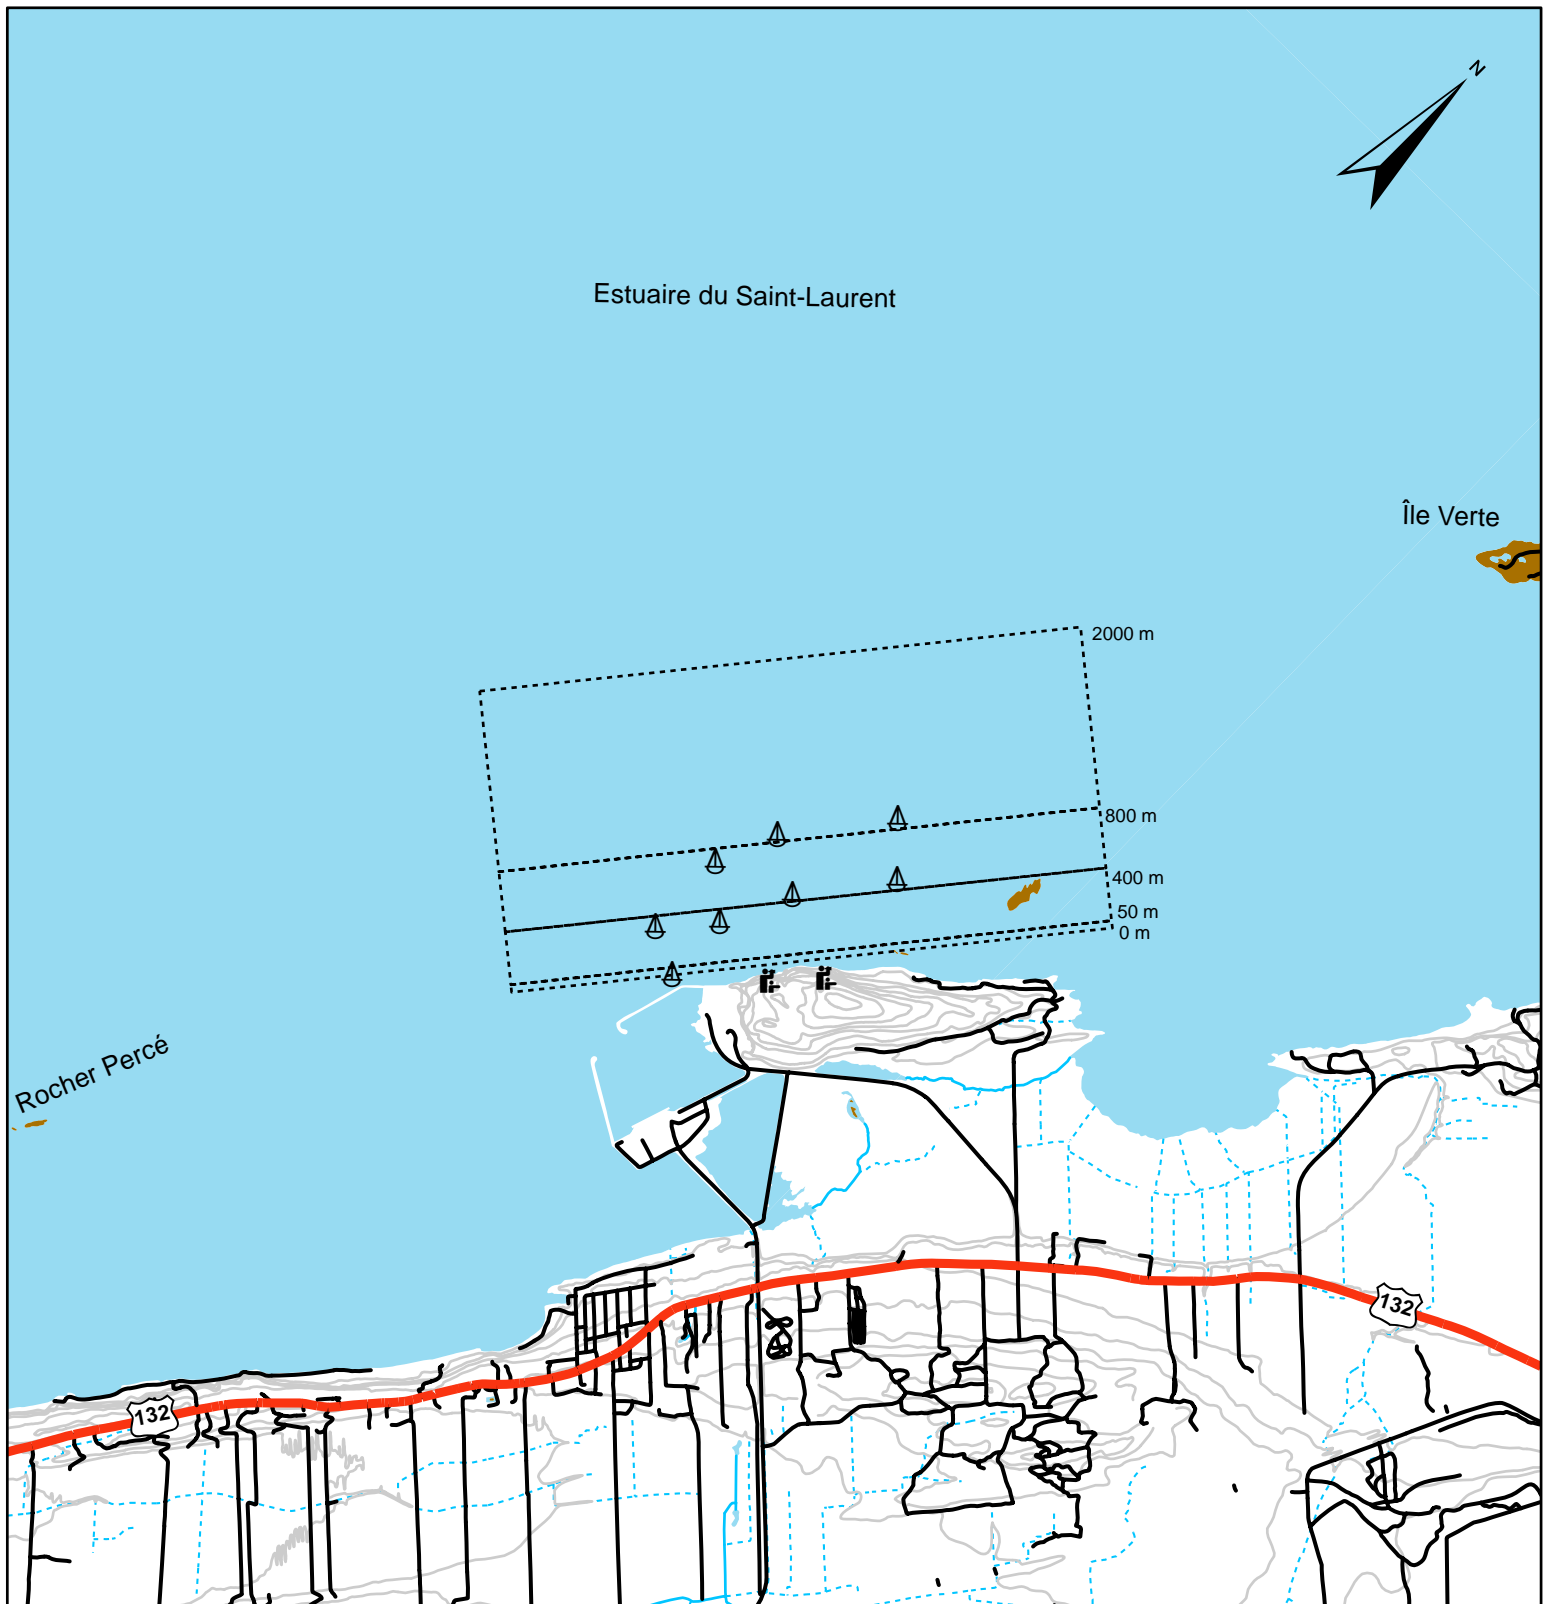 N
Estuaire du Saint-Laurent
Île Verte
2000 m
800 m
400 m
50 m
0 m
Rocher Percé
132
132